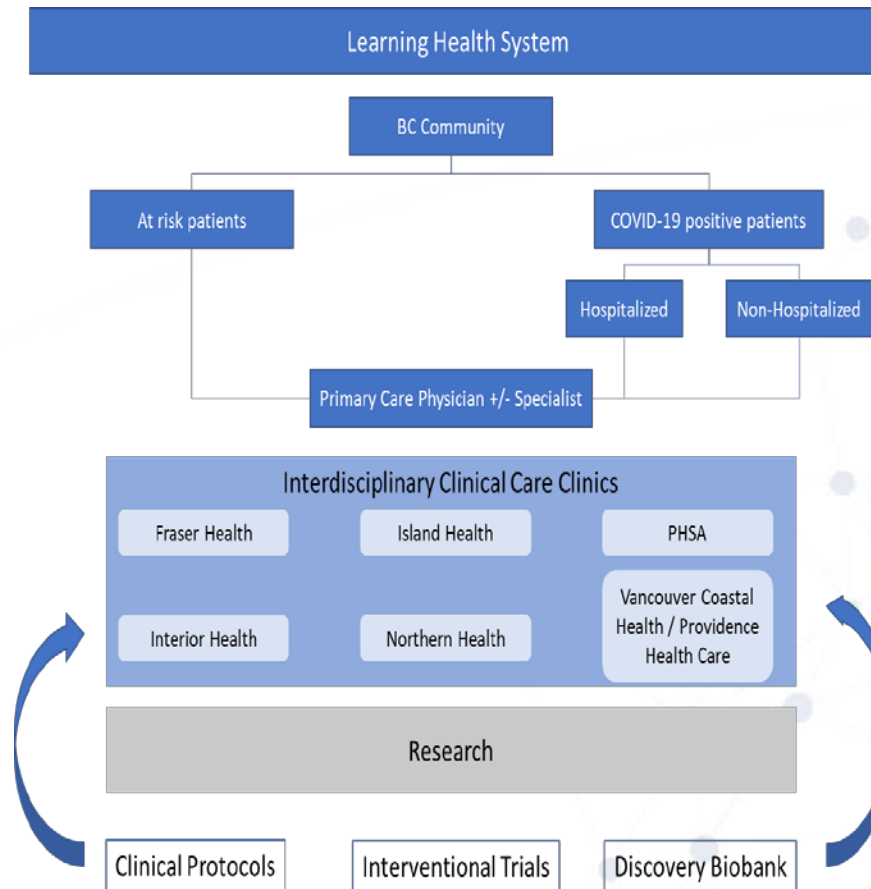 Learning Health System
BC Community
At risk patients
COVID-19 positive patients
Hospitalized
Non-Hospitalized
Primary Care Physician +/- Specialist
Interdisciplinary Clinical Care Clinics
Fraser Health
Island Health
PHSA
Interior Health
Northern Health
Vancouver Coastal
Health / Providence
Health Care
Research
Clinical Protocols
Interventional Trials
Discovery Biobank